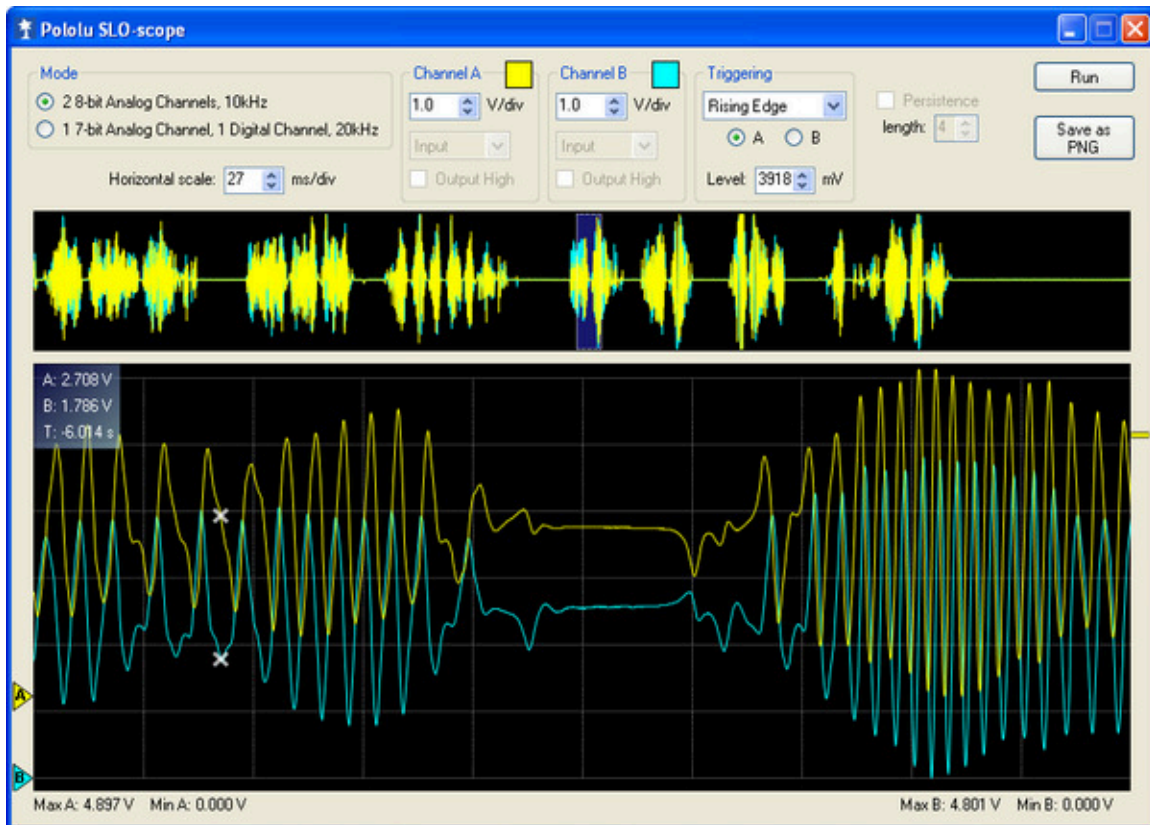 Pololu SLO-scope
Mode
2 8-bit Analog Channels, 10kHz
1 7-bit Analog Channel, 1 Digital Channel, 20kHz
Horizontal scale: 27 ms/div
Channel A
1.0 V/div
Input
Output High
Channel B
1.0 V/div
Input
Output High
Triggering
Rising Edge
A B
Level: 3918 mV
Persistence
length: 4
Run
Save as
PNG
A: 2.708 V
B: 1.786 V
T: -6.014 s
A
B
Max A: 4.897 V Min A: 0.000 V
Max B: 4.801 V Min B: 0.000 V